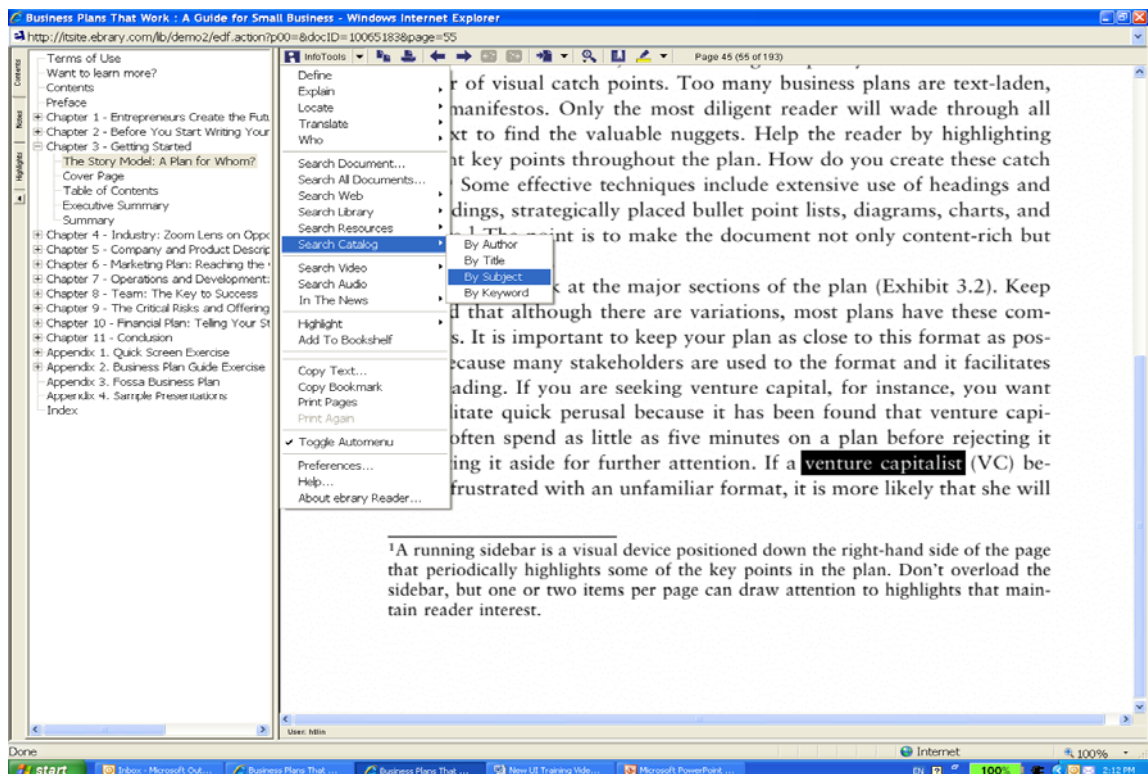 Business Plans That Work : A Guide for Small Business - Windows Internet Explorer
http://itsite.ebrary.com/lib/demo2/edf.action?p00=&docID=10065183&page=55
Contents
Notes
Highlights
Terms of Use
Want to learn more?
Contents
Preface
Chapter 1 - Entrepreneurs Create the Futu
Chapter 2 - Before You Start Writing Your
Chapter 3 - Getting Started
The Story Model: A Plan for Whom?
Cover Page
Table of Contents
Executive Summary
Summary
Chapter 4 - Industry: Zoom Lens on Oppo
Chapter 5 - Company and Product Descrip
Chapter 6 - Marketing Plan: Reaching the
Chapter 7 - Operations and Development:
Chapter 8 - Team: The Key to Success
Chapter 9 - The Critical Risks and Offering
Chapter 10 - Financial Plan: Telling Your St
Chapter 11 - Conclusion
Appendix 1. Quick Screen Exercise
Appendix 2. Business Plan Guide Exercise
Appendix 3. Fossa Business Plan
Appendix 4. Sample Presentations
Index
InfoTools
Page 45 (55 of 193)
Define
Explain
Locate
Translate
Who
Search Document...
Search All Documents...
Search Web
Search Library
Search Resources
Search Catalog
Search Video
Search Audio
In The News
Highlight
Add To Bookshelf
Copy Text...
Copy Bookmark
Print Pages
Print Again
Toggle Automenu
Preferences...
Help...
About ebrary Reader...
By Author
By Title
By Subject
By Keyword
r of visual catch points. Too many business plans are text-laden,
manifestos. Only the most diligent reader will wade through all
xt to find the valuable nuggets. Help the reader by highlighting
nt key points throughout the plan. How do you create these catch
Some effective techniques include extensive use of headings and
dings, strategically placed bullet point lists, diagrams, charts, and
1 The point is to make the document not only content-rich but
k at the major sections of the plan (Exhibit 3.2). Keep
d that although there are variations, most plans have these com-
s. It is important to keep your plan as close to this format as pos-
ecause many stakeholders are used to the format and it facilitates
ading. If you are seeking venture capital, for instance, you want
litate quick perusal because it has been found that venture capi-
often spend as little as five minutes on a plan before rejecting it
ing it aside for further attention. If a venture capitalist (VC) be-
frustrated with an unfamiliar format, it is more likely that she will
1A running sidebar is a visual device positioned down the right-hand side of the page
that periodically highlights some of the key points in the plan. Don't overload the
sidebar, but one or two items per page can draw attention to highlights that main-
tain reader interest.
User: htlin
Done
Internet
100%
start
Inbox - Microsoft Out...
Business Plans That ...
Business Plans That ...
New UI Training Vide...
Microsoft PowerPoint ...
EN
100%
2:12 PM